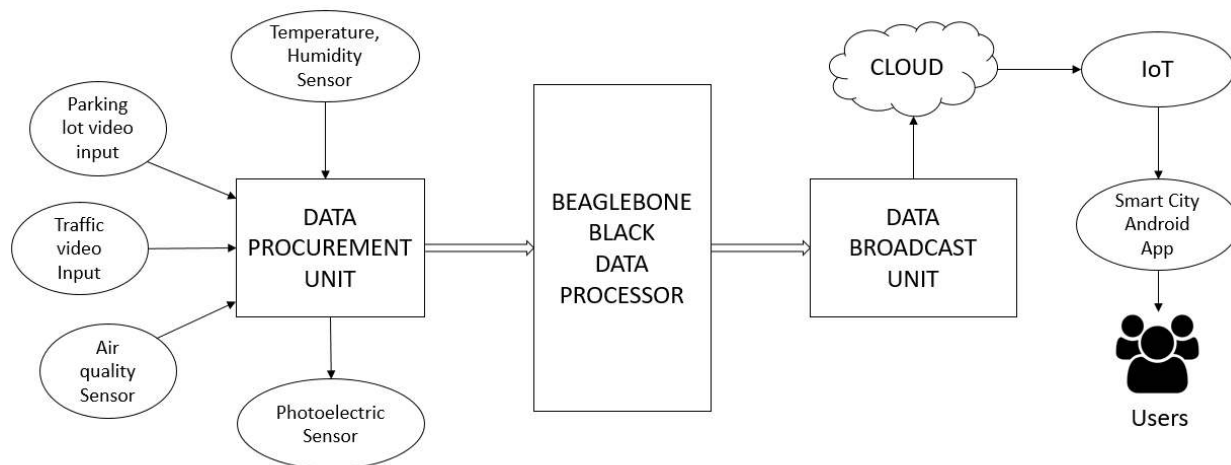 Temperature,
Humidity
Sensor
Parking
lot video
input
Traffic
video
Input
Air
quality
Sensor
DATA
PROCUREMENT
UNIT
Photoelectric
Sensor
BEAGLEBONE
BLACK
DATA
PROCESSOR
DATA
BROADCAST
UNIT
CLOUD
IoT
Smart City
Android
App
Users